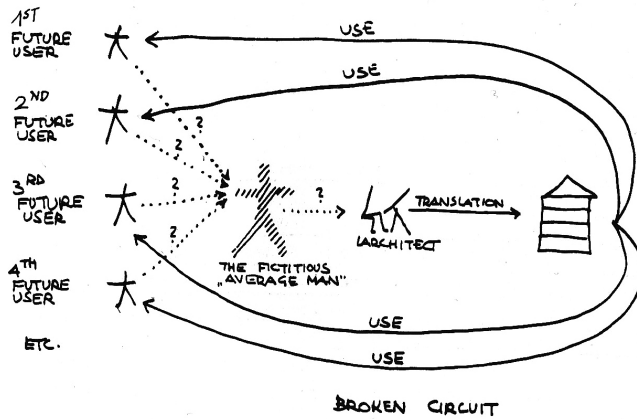 1ST
FUTURE
USER
USE
USE
2ND
FUTURE
USER
?
?
3RD
FUTURE
USER
?
?
?
TRANSLATION
ARCHITECT
THE FICTITIOUS
„AVERAGE MAN"
4TH
FUTURE
USER
USE
USE
ETC.
BROKEN CIRCUIT